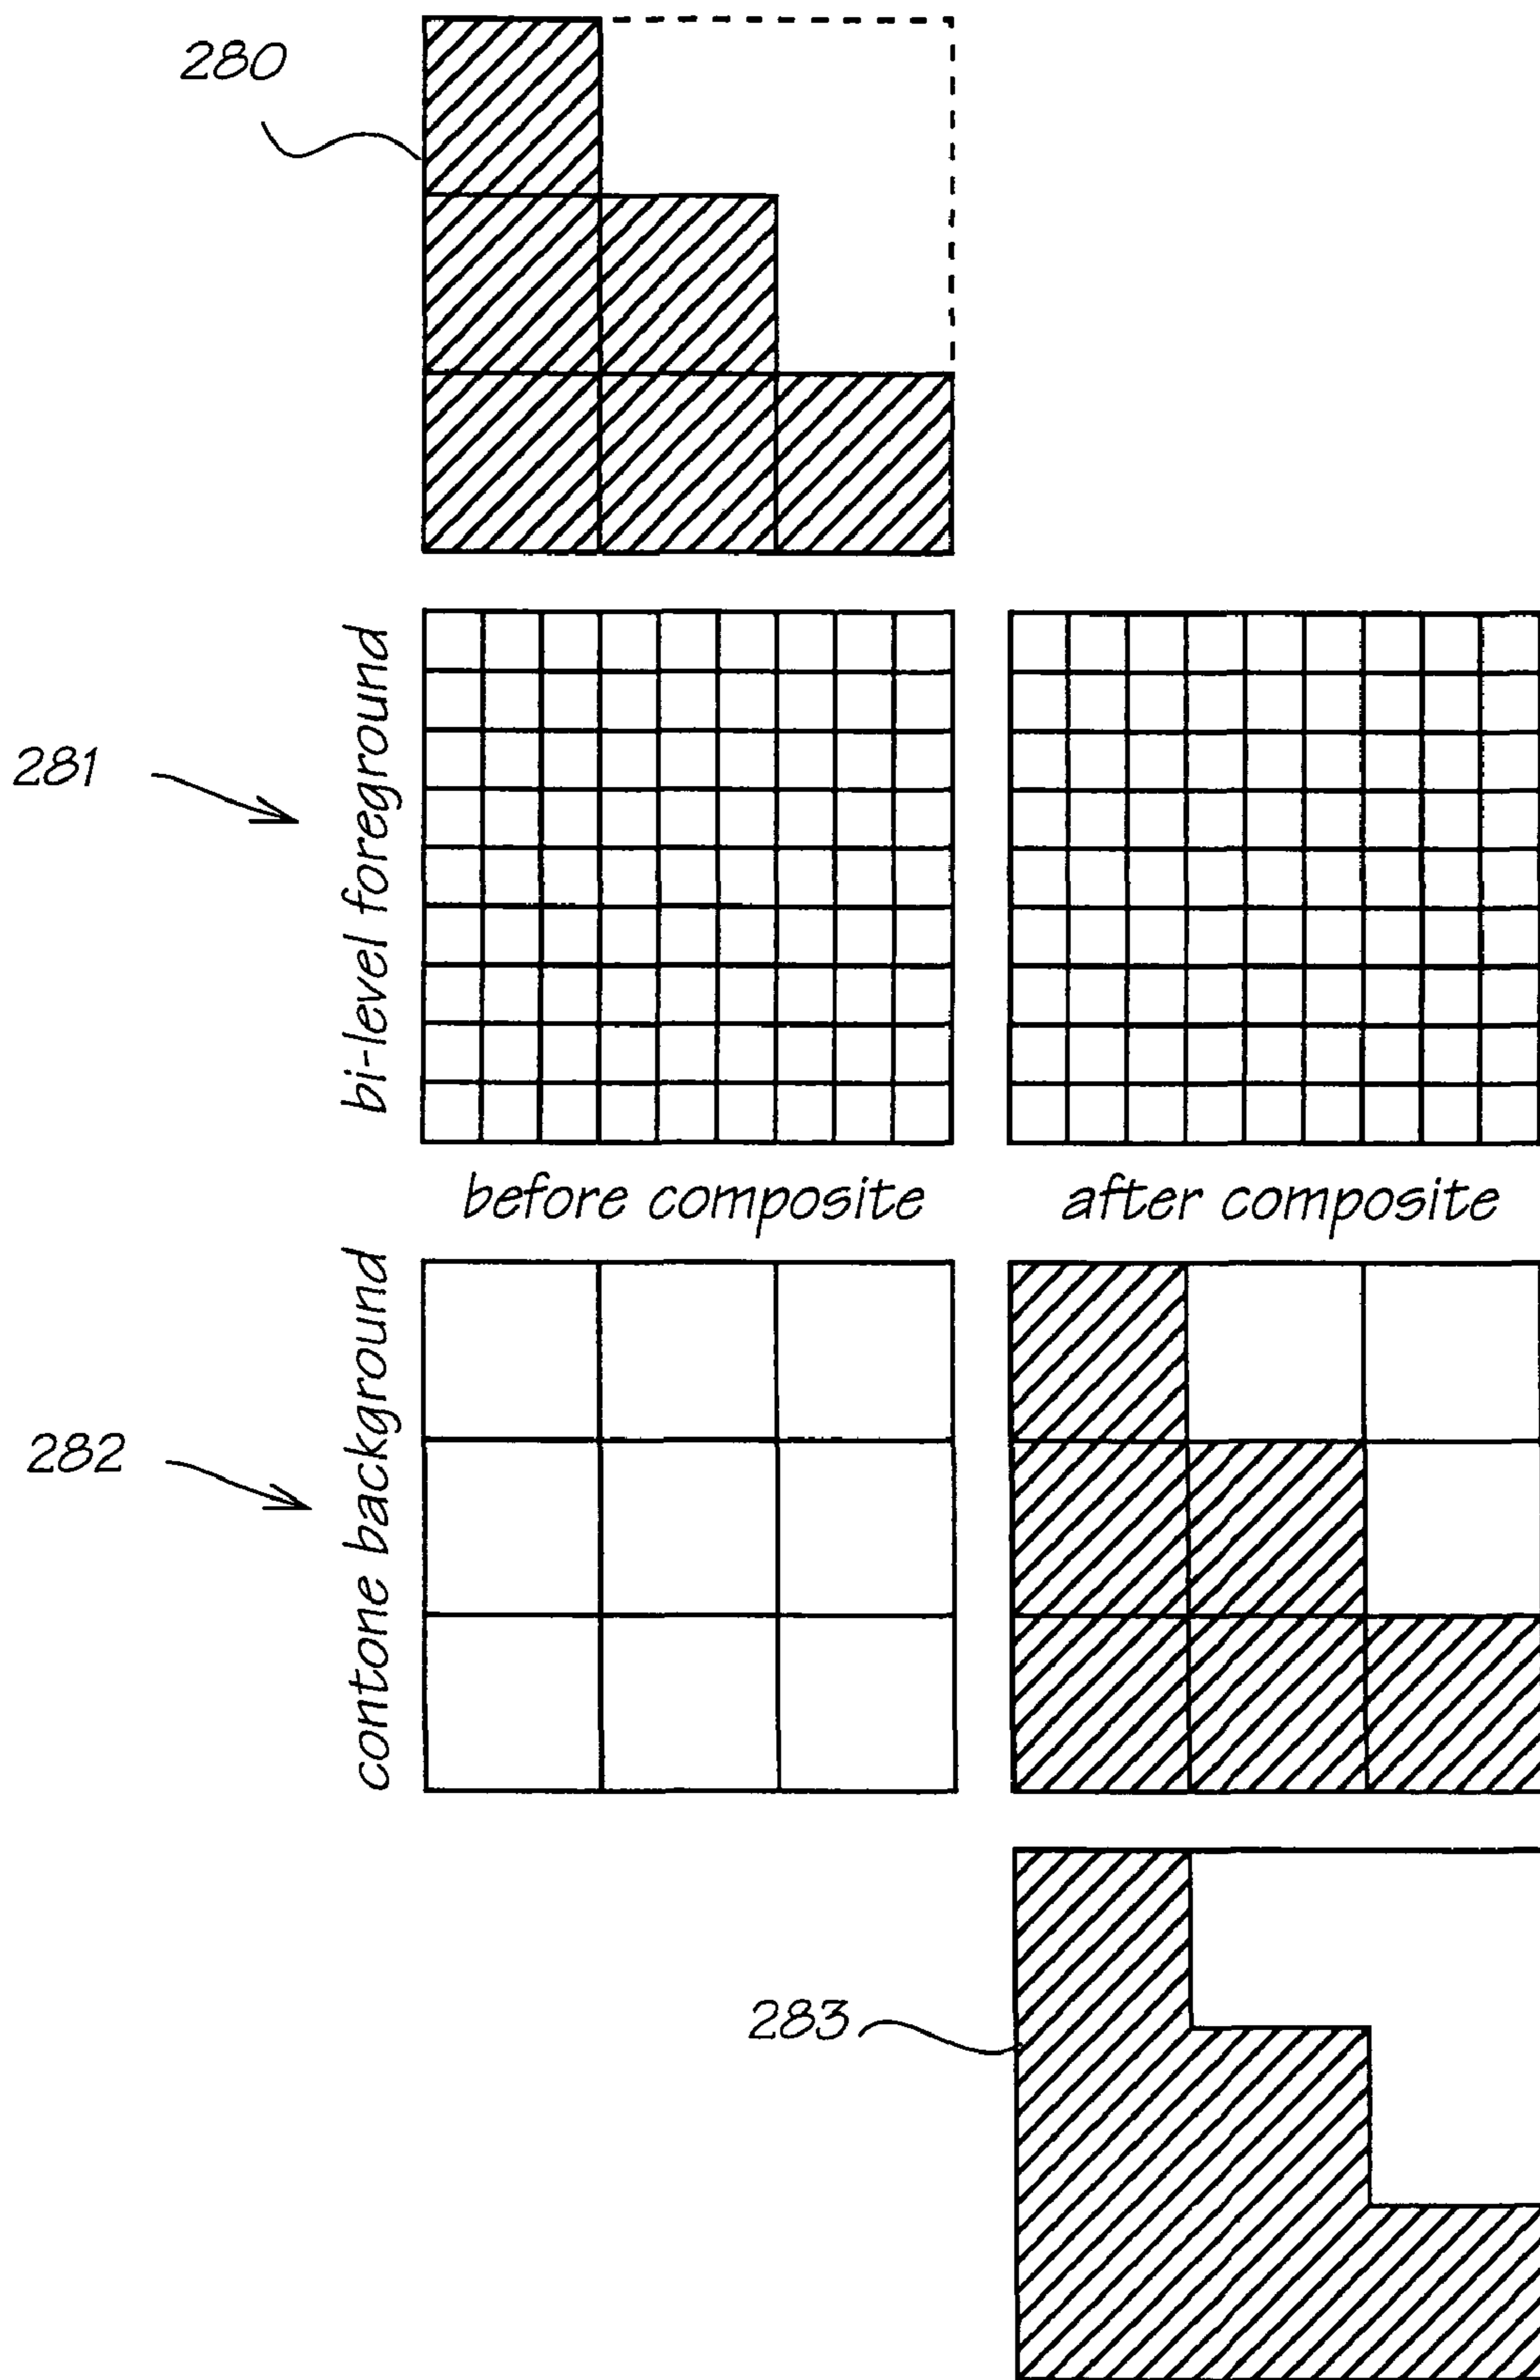 280
281
bi-level foreground
before composite
after composite
282
contone background
283